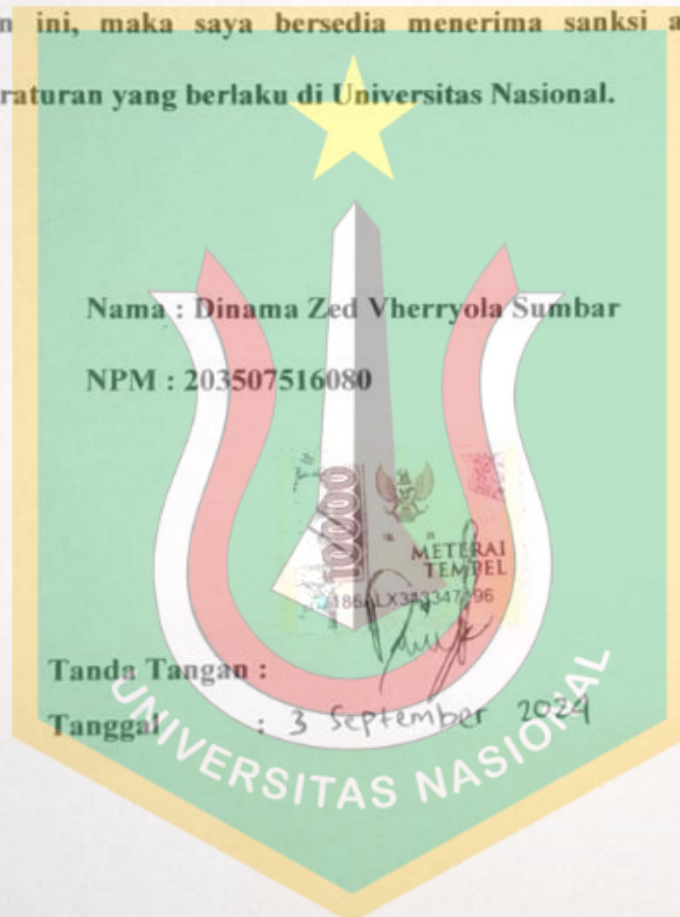 n ini, maka saya bersedia menerima sanksi a
raturan yang berlaku di Universitas Nasional.
Nama : Dinama Zed Vherryola Sumbar
NPM : 203507516080
10000
METERAI
TEMPEL
Tanda Tangan :
Tanggal : 3 September 2024
UNIVERSITAS NASIONAL